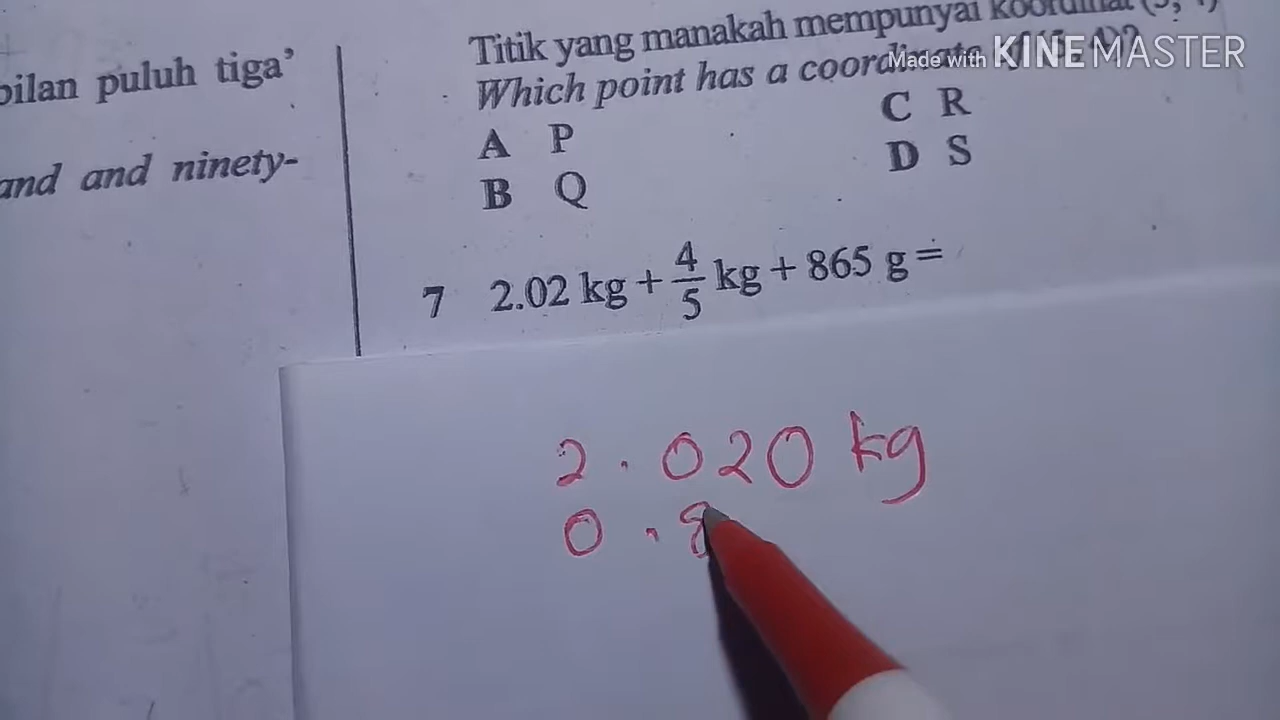 bilan puluh tiga'
and and ninety-
Titik yang manakah mempunyai koordinat
Which point has a coordinate
Made with KINEMASTER
A P
B Q
C R
D S
7 2.02 kg + 4/5 kg + 865 g =
2.020 kg
0.8